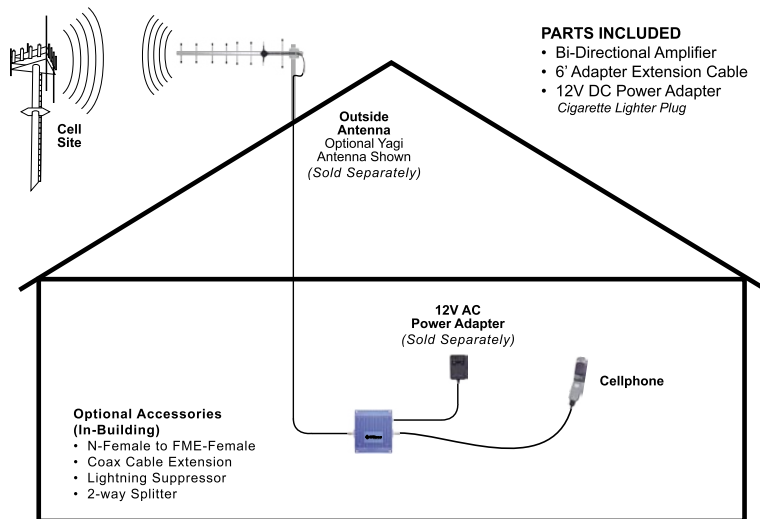 PARTS INCLUDED
• Bi-Directional Amplifier
• 6' Adapter Extension Cable
• 12V DC Power Adapter
Cigarette Lighter Plug
Cell
Site
Outside
Antenna
Optional Yagi
Antenna Shown
(Sold Separately)
12V AC
Power Adapter
(Sold Separately)
Cellphone
Optional Accessories
(In-Building)
• N-Female to FME-Female
• Coax Cable Extension
• Lightning Suppressor
• 2-way Splitter